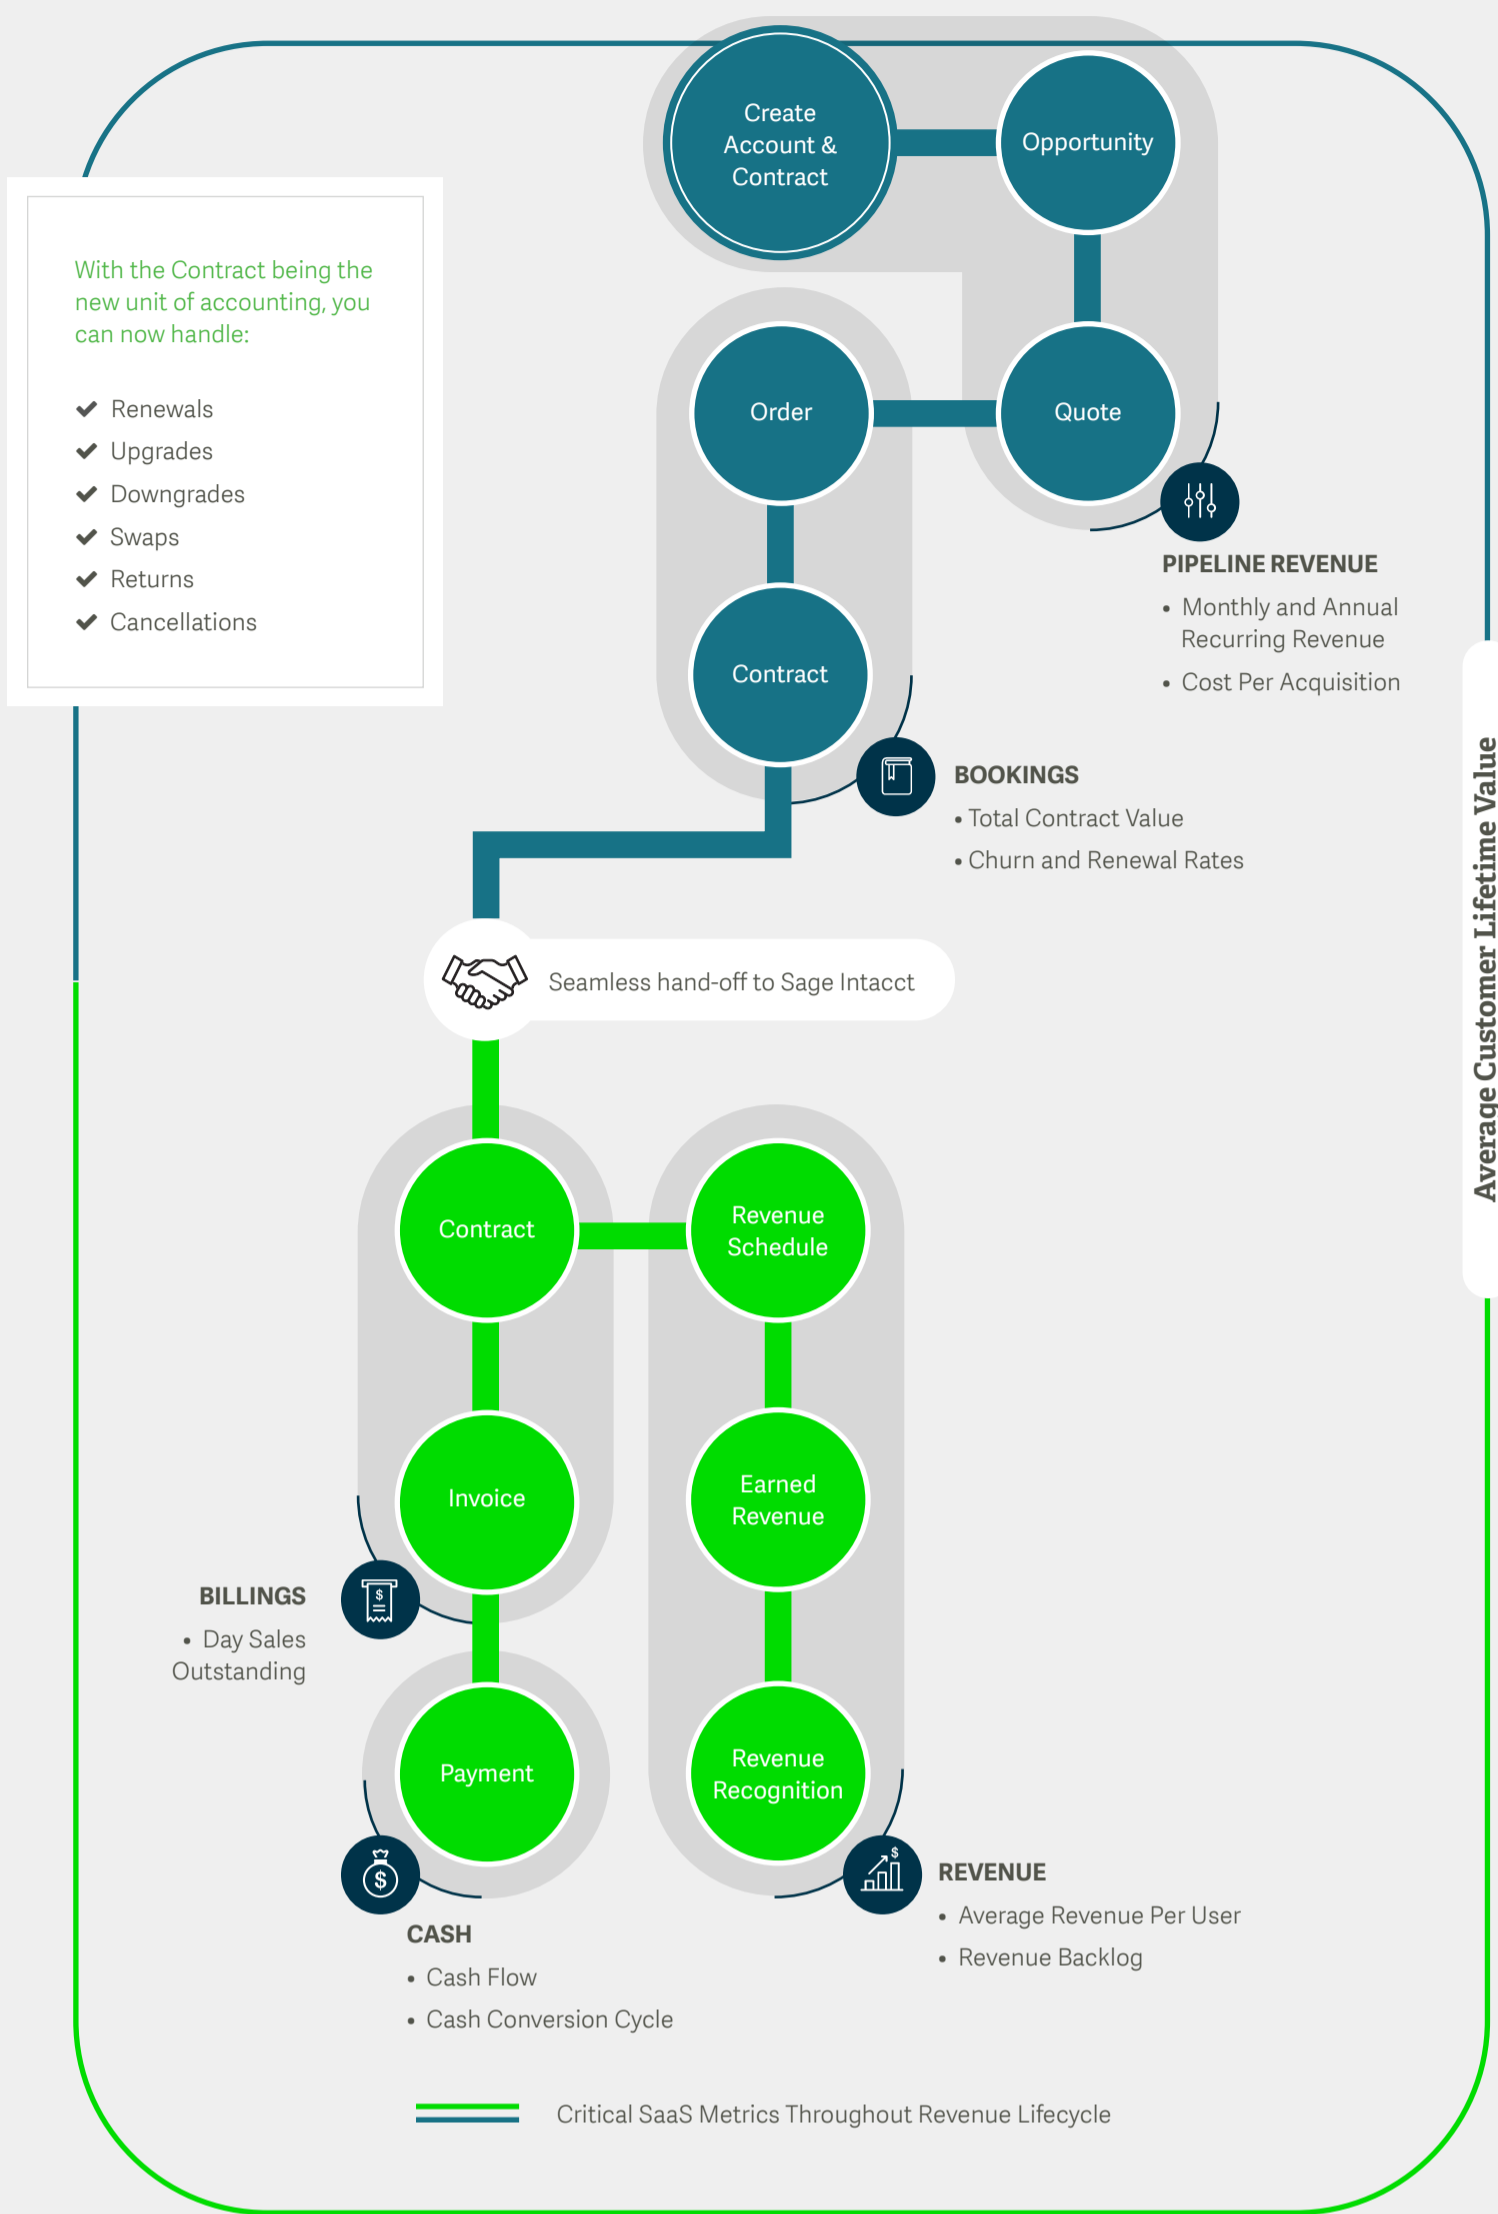 Create
Account &
Contract
Opportunity
With the Contract being the
new unit of accounting, you
can now handle:
Renewals
Upgrades
Downgrades
Swaps
Returns
Cancellations
Order
Quote
Contract
PIPELINE REVENUE
• Monthly and Annual
Recurring Revenue
• Cost Per Acquisition
BOOKINGS
• Total Contract Value
• Churn and Renewal Rates
Average Customer Lifetime Value
Seamless hand-off to Sage Intacct
Contract
Revenue
Schedule
Invoice
Earned
Revenue
BILLINGS
• Day Sales
Outstanding
$
Payment
Revenue
Recognition
$
$
CASH
• Cash Flow
• Cash Conversion Cycle
REVENUE
• Average Revenue Per User
• Revenue Backlog
Critical SaaS Metrics Throughout Revenue Lifecycle